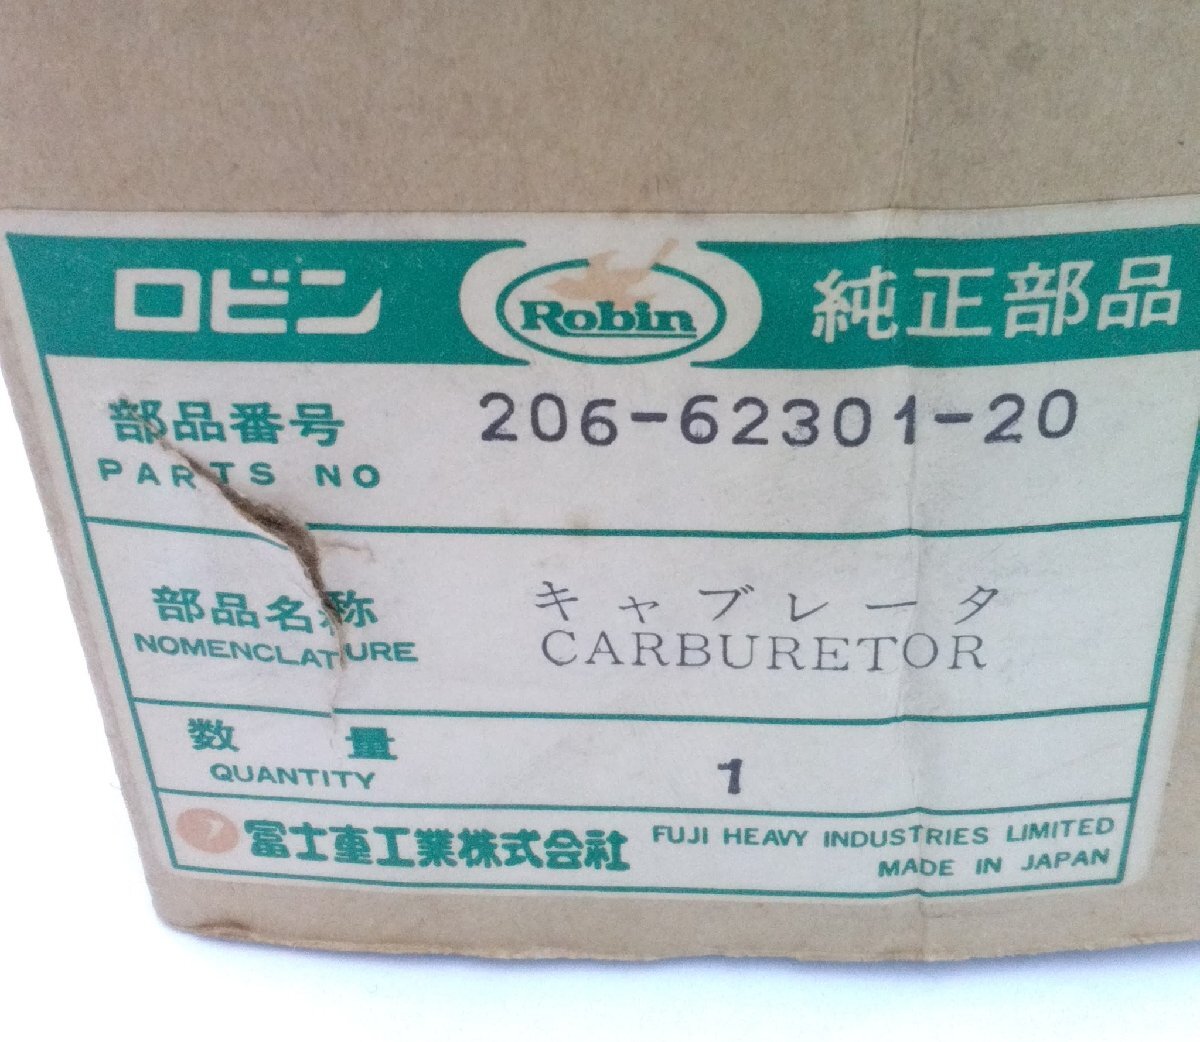 ロビン Robin 純正部品
部品番号 206-62301-20
PARTS NO
部品名称 キャブレータ
NOMENCLATURE CARBURETOR
数量 1
QUANTITY
富士重工業株式会社 FUJI HEAVY INDUSTRIES LIMITED
MADE IN JAPAN